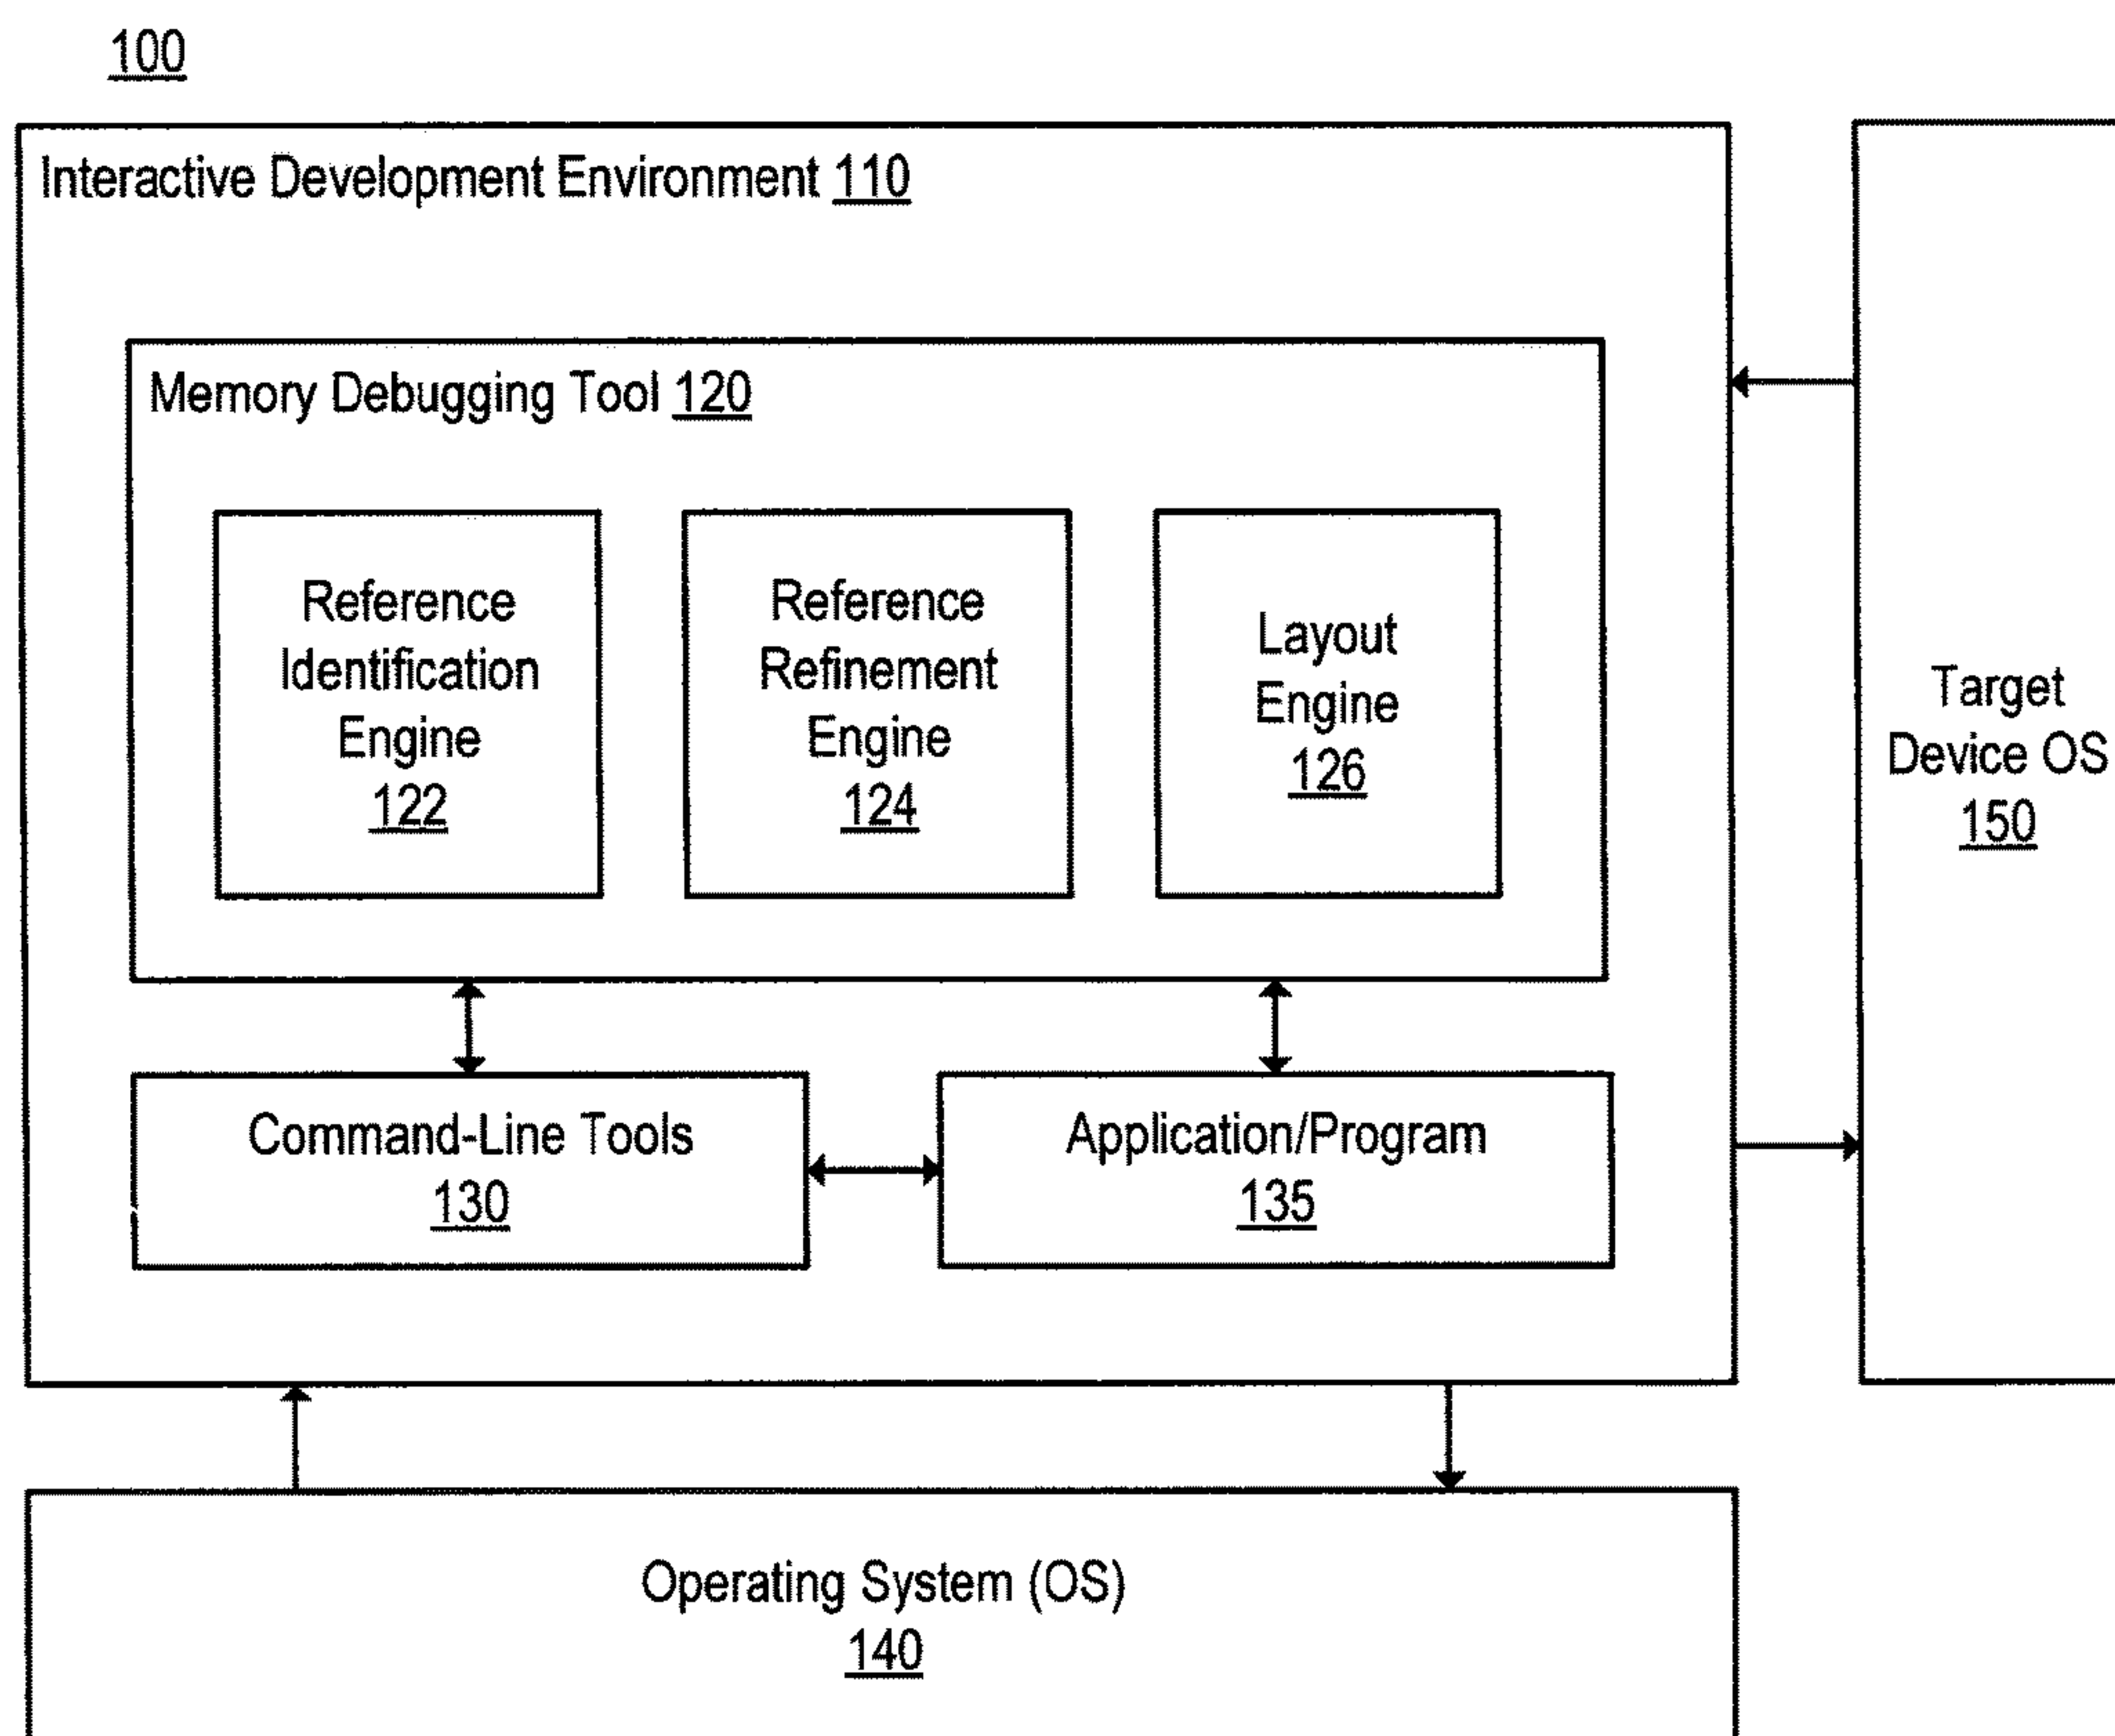 100
Interactive Development Environment 110
Memory Debugging Tool 120
Reference
Identification
Engine
122
Reference
Refinement
Engine
124
Layout
Engine
126
Target
Device OS
150
Command-Line Tools
130
Application/Program
135
Operating System (OS)
140